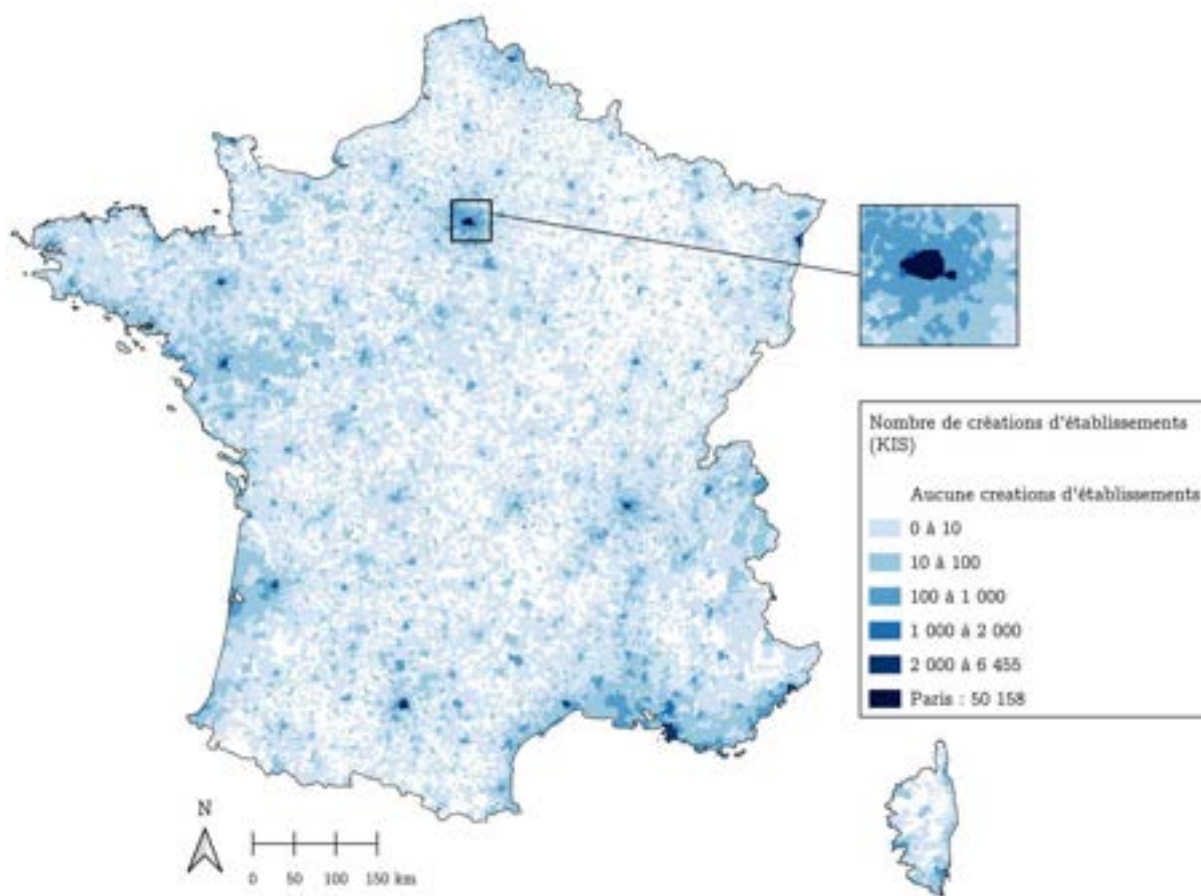 Nombre de créations d'établissements
(KIS)
Aucune creations d'établissements
0 à 10
10 à 100
100 à 1 000
1 000 à 2 000
2 000 à 6 455
Paris : 50 158
N
0 50 100 150 km